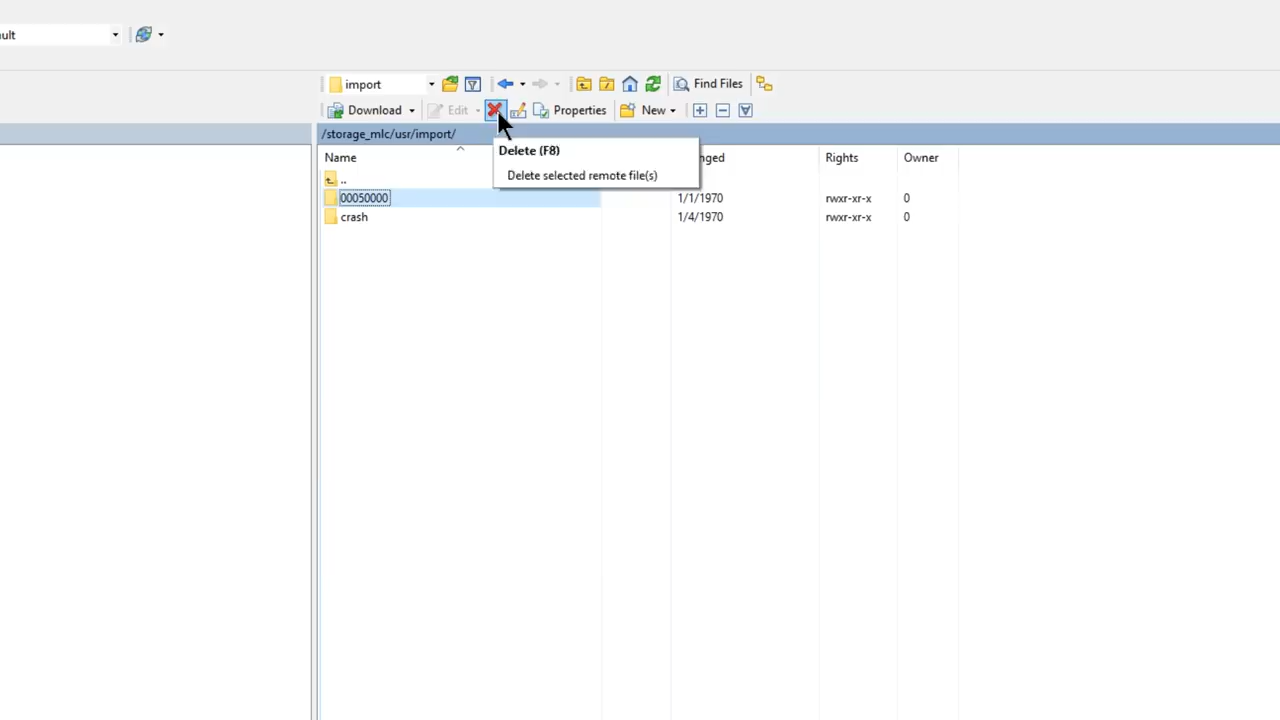 ult
import
Find Files
Download Edit Properties New
/storage_mlc/usr/import/
Delete (F8)
Delete selected remote file(s)
Name nged Rights Owner
..
00050000 1/1/1970 rwxr-xr-x 0
crash 1/4/1970 rwxr-xr-x 0